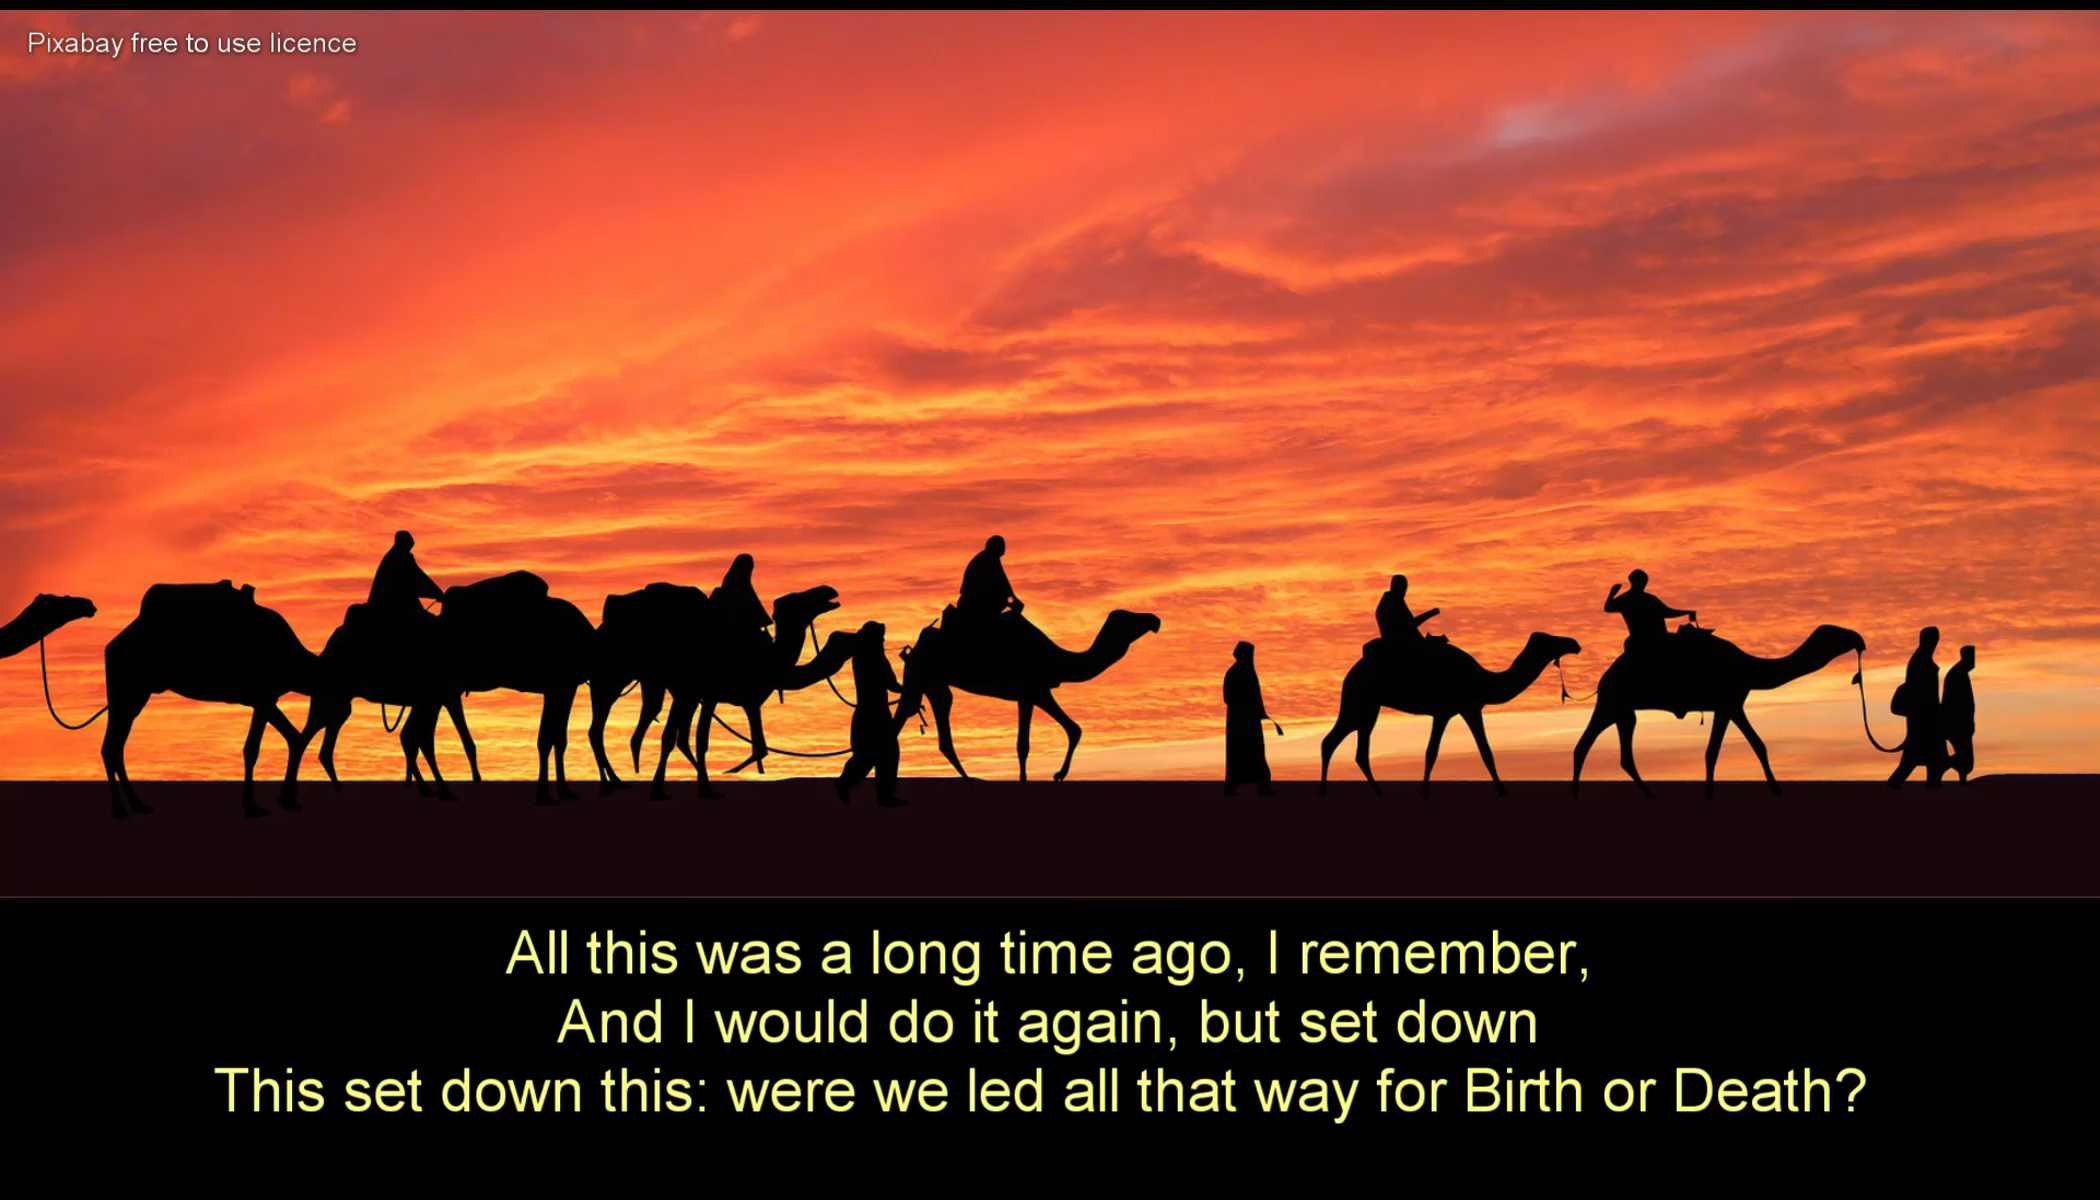 Pixabay free to use licence
All this was a long time ago, I remember,
And I would do it again, but set down
This set down this: were we led all that way for Birth or Death?